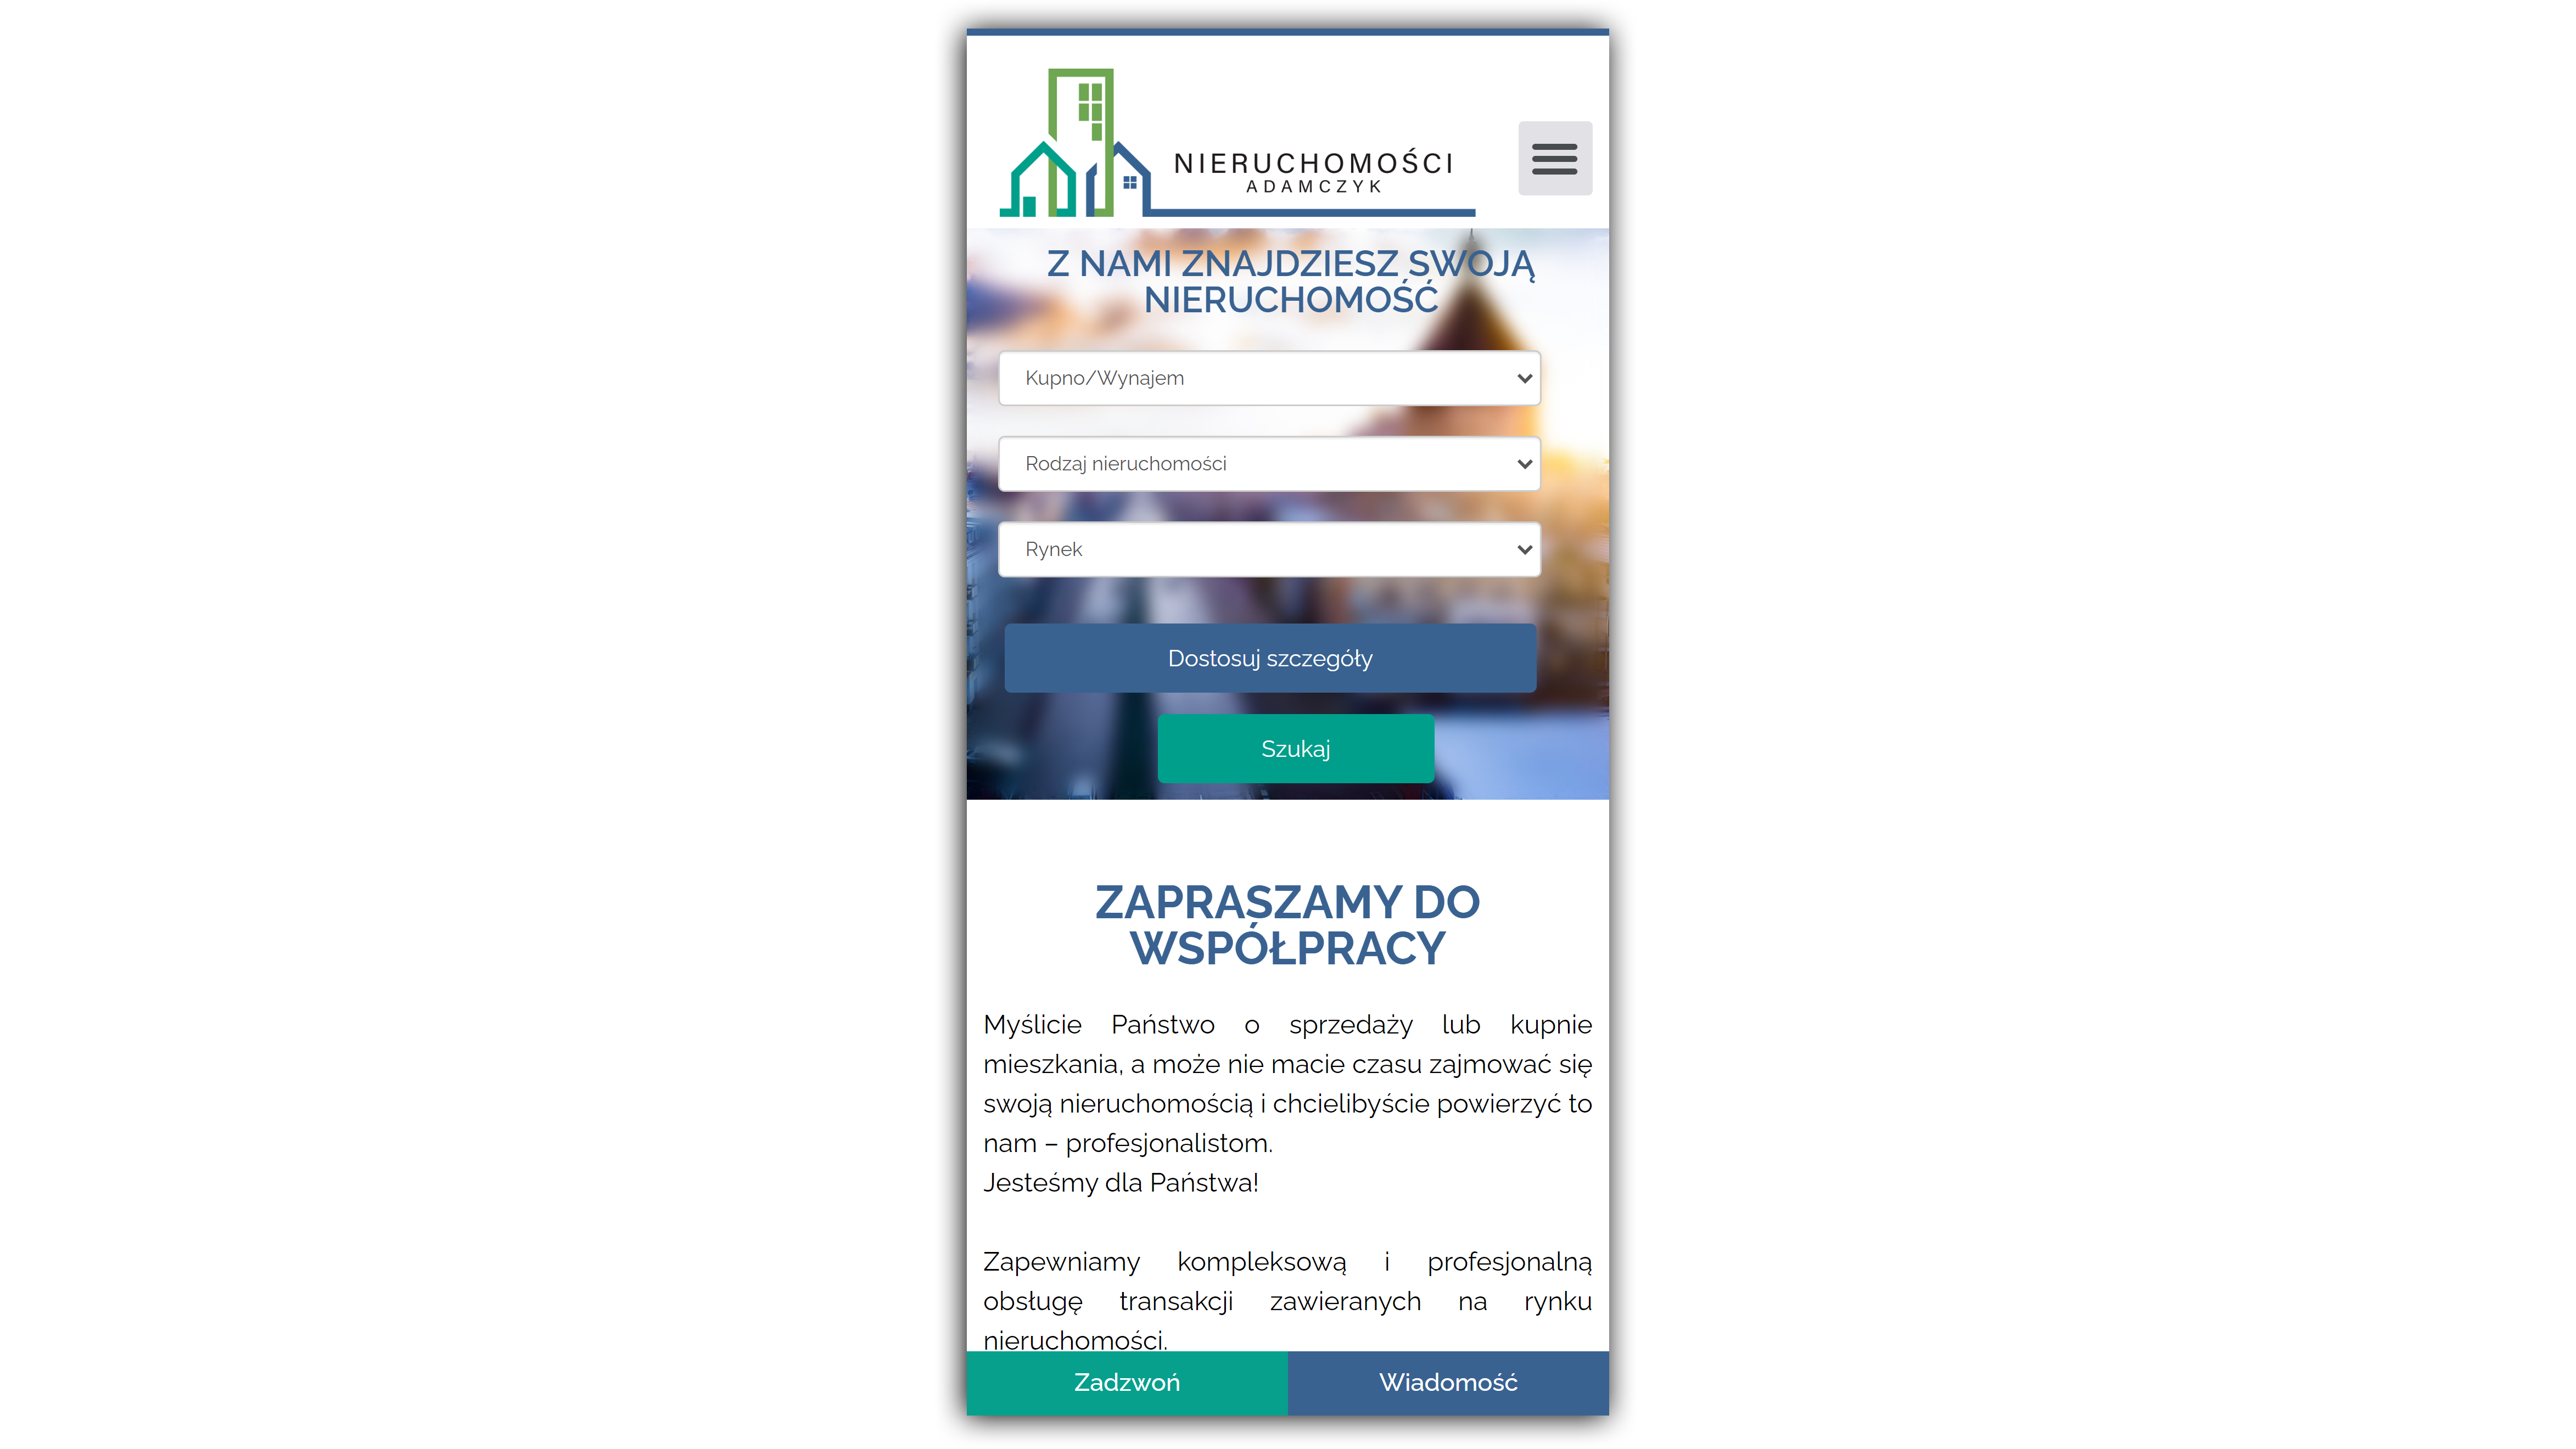 NIERUCHOMOŚCI
ADAMCZYK
Z NAMI ZNAJDZIESZ SWOJĄ
NIERUCHOMOŚĆ
Kupno/Wynajem
Rodzaj nieruchomości
Rynek
Dostosuj szczegóły
Szukaj
ZAPRASZAMY DO
WSPÓŁPRACY
Myślicie Państwo o sprzedaży lub kupnie
mieszkania, a może nie macie czasu zajmować się
swoją nieruchomością i chcielibyście powierzyć to
nam – profesjonalistom.
Jesteśmy dla Państwa!
Zapewniamy kompleksową i profesjonalną
obsługę transakcji zawieranych na rynku
nieruchomości.
Zadzwoń
Wiadomość